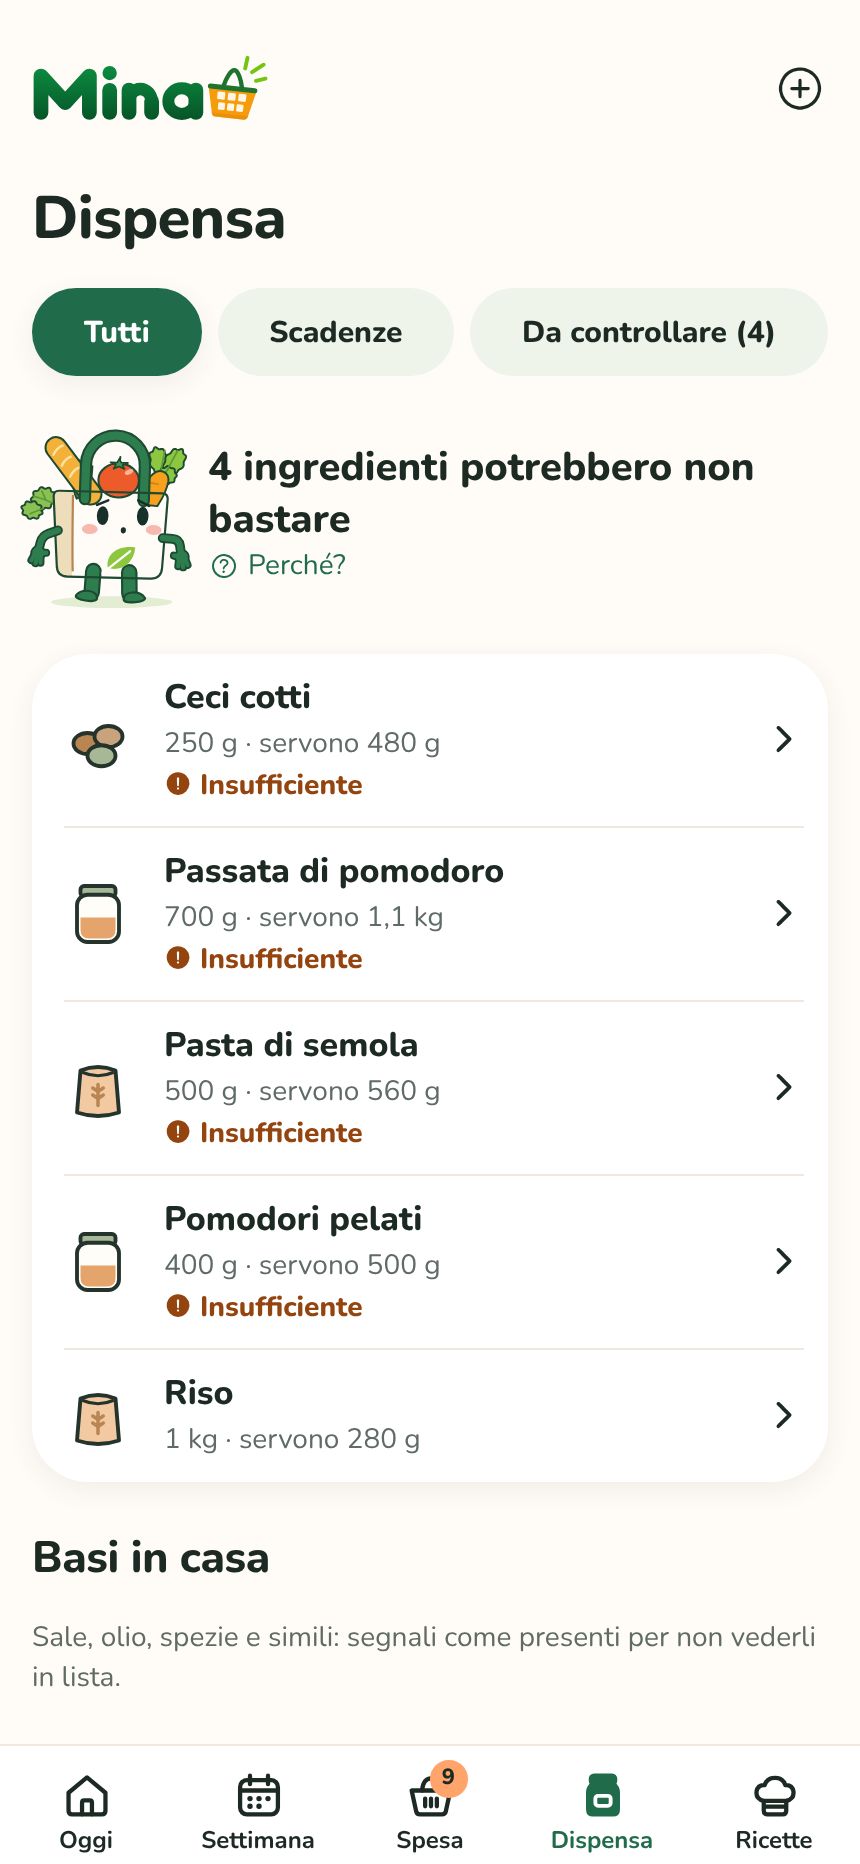 Mina
Dispensa
Tutti
Scadenze
Da controllare (4)
4 ingredienti potrebbero non
bastare
Perché?
Ceci cotti
250 g · servono 480 g
Insufficiente
Passata di pomodoro
700 g · servono 1,1 kg
Insufficiente
Pasta di semola
500 g · servono 560 g
Insufficiente
Pomodori pelati
400 g · servono 500 g
Insufficiente
Riso
1 kg · servono 280 g
Basi in casa
Sale, olio, spezie e simili: segnali come presenti per non vederli
in lista.
9
Oggi
Settimana
Spesa
Dispensa
Ricette